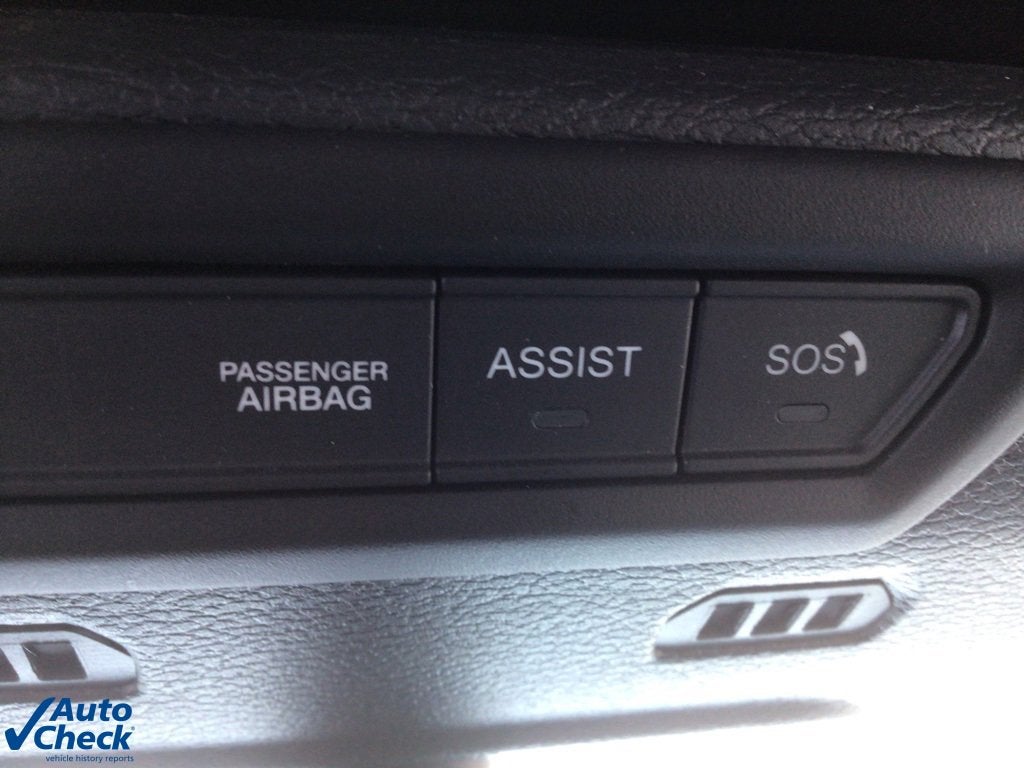 PASSENGER
AIRBAG
ASSIST
SOS
Auto
Check®
vehicle history reports